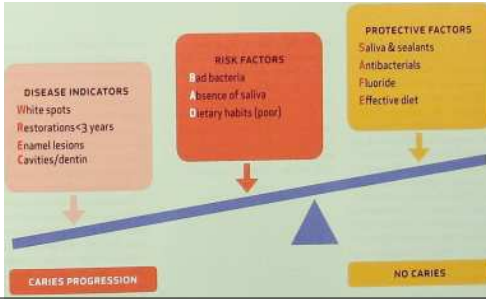 DISEASE INDICATORS
White spots
Restorations<3 years
Enamel lesions
Cavities/dentin
RISK FACTORS
Bad bacteria
Absence of saliva
Dietary habits (poor)
PROTECTIVE FACTORS
Saliva & sealants
Antibacterials
Fluoride
Effective diet
CARIES PROGRESSION
NO CARIES